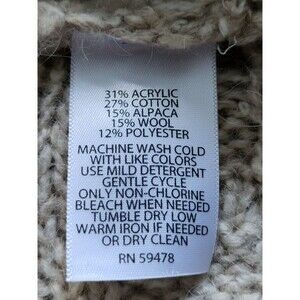 31% ACRYLIC
27% COTTON
15% ALPACA
15% WOOL
12% POLYESTER
MACHINE WASH COLD
WITH LIKE COLORS
USE MILD DETERGENT
GENTLE CYCLE
ONLY NON-CHLORINE
BLEACH WHEN NEEDED
TUMBLE DRY LOW
WARM IRON IF NEEDED
OR DRY CLEAN
RN 59478